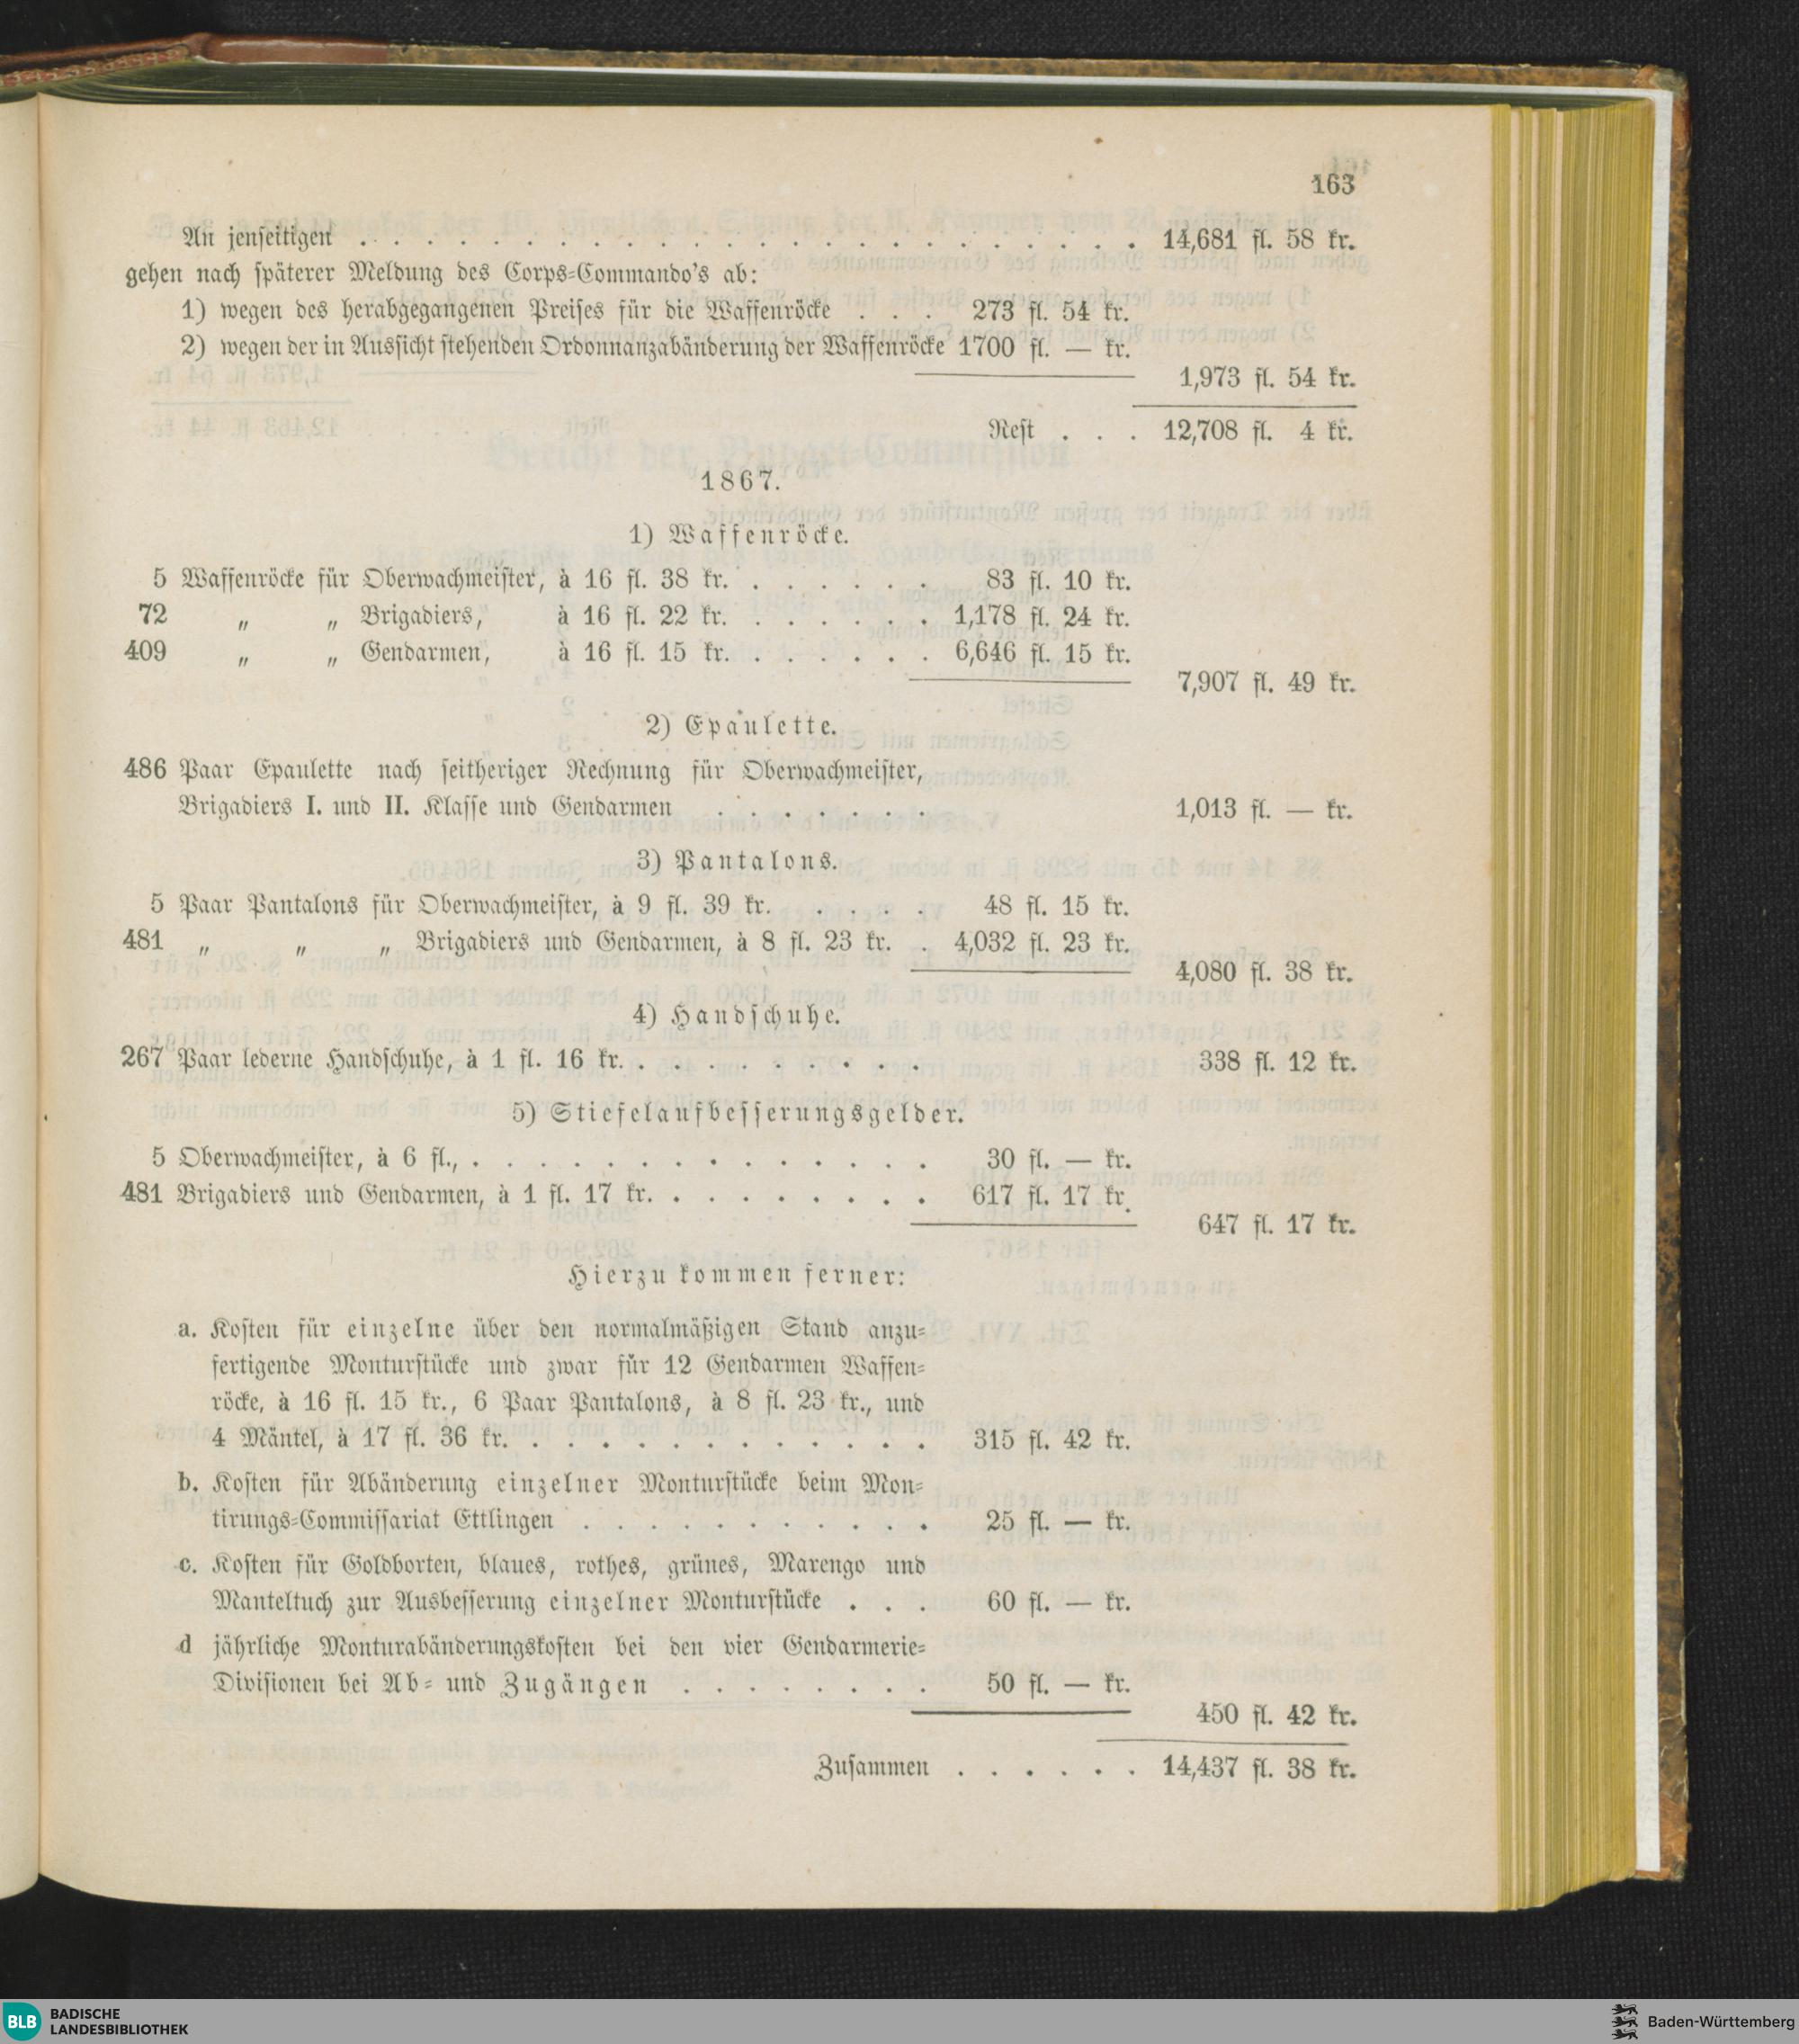 163
An jenseitigen . . . . . . . . . . . . . . . . . . . . . . . . 14,681 fl. 58 kr.
gehen nach späterer Meldung des Corps-Commando's ab:
1) wegen des herabgegangenen Preises für die Waffenröcke . . . 273 fl. 54 kr.
2) wegen der in Aussicht stehenden Ordonnanzabänderung der Waffenröcke 1700 fl. — kr.
1,973 fl. 54 kr.
Rest . . . 12,708 fl. 4 kr.
1867.
1) Waffenröcke.
5 Waffenröcke für Oberwachmeister, à 16 fl. 38 kr. . . . . . . 83 fl. 10 kr.
72 „ „ Brigadiers, à 16 fl. 22 kr. . . . . . . 1,178 fl. 24 kr.
409 „ „ Gendarmen, à 16 fl. 15 kr. . . . . . . 6,646 fl. 15 kr.
7,907 fl. 49 kr.
2) Epaulette.
486 Paar Epaulette nach seitheriger Rechnung für Oberwachmeister,
Brigadiers I. und II. Klasse und Gendarmen . . . . . . . 1,013 fl. — kr.
3) Pantalons.
5 Paar Pantalons für Oberwachmeister, à 9 fl. 39 kr. . . . . 48 fl. 15 kr.
481 „ „ „ Brigadiers und Gendarmen, à 8 fl. 23 kr. . 4,032 fl. 23 kr.
4,080 fl. 38 kr.
4) Handschuhe.
267 Paar lederne Handschuhe, à 1 fl. 16 kr. . . . . . . . . . 338 fl. 12 kr.
5) Stiefelaufbesserungsgelder.
5 Oberwachmeister, à 6 fl., . . . . . . . . . . . . . . 30 fl. — kr.
481 Brigadiers und Gendarmen, à 1 fl. 17 kr. . . . . . . . . 617 fl. 17 kr.
647 fl. 17 kr.
Hierzu kommen ferner:
a. Kosten für einzelne über den normalmäßigen Stand anzu-
fertigende Monturstücke und zwar für 12 Gendarmen Waffen-
röcke, à 16 fl. 15 kr., 6 Paar Pantalons, à 8 fl. 23 kr., und
4 Mäntel, à 17 fl. 36 kr. . . . . . . . . . . . . 315 fl. 42 kr.
b. Kosten für Abänderung einzelner Monturstücke beim Mon-
tirungs-Commissariat Ettlingen . . . . . . . . . . . 25 fl. — kr.
c. Kosten für Goldborten, blaues, rothes, grünes, Marengo und
Manteltuch zur Ausbesserung einzelner Monturstücke . . . 60 fl. — kr.
d jährliche Monturabänderungskosten bei den vier Gendarmerie-
Divisionen bei Ab- und Zugängen . . . . . . . . 50 fl. — kr.
450 fl. 42 kr.
Zusammen . . . . . . 14,437 fl. 38 kr.
BLB BADISCHE
LANDESBIBLIOTHEK
Baden-Württemberg